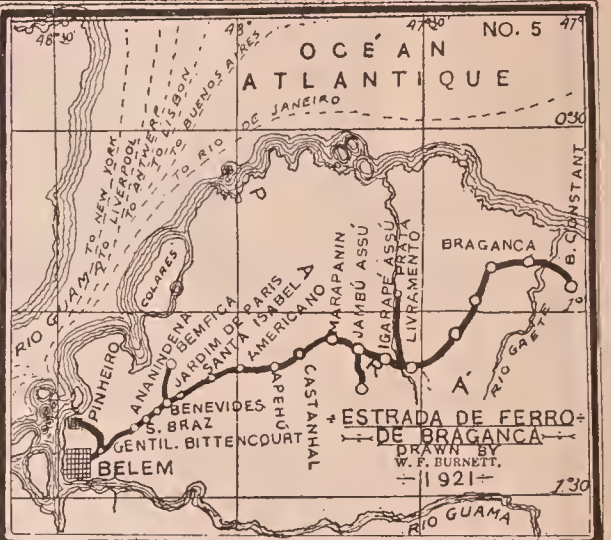 NO. 5
48° 30'
48°
47° 30'
47°
OCÉAN
ATLANTIQUE
TO NEW YORK
TO LIVERPOOL
TO ANTWERP
TO LISBON
TO BUENOS AIRES
TO RIO DE JANEIRO
0°30
COLARES
P
A
R
A'
MARAPANIN
JAMBÚ ASSÚ
IGARAPÉ ASSÚ
PRATA
LIVRAMENTO
BRAGANCA
B. CONSTANT
1°
RIO GAETE
PINHEIRO
ANANINDENA
BEMFICA
JARDIM DE PARIS
SANTA ISABEL
AMERICANO
APEHÚ
CASTANHAL
BENEVIDES
S. BRAZ
GENTIL. BITTENCOURT
BELEM
ESTRADA DE FERRO
DE BRAGANCA
DRAWN BY
W. F. BURNETT.
1921
1°30
RIO GUAMA